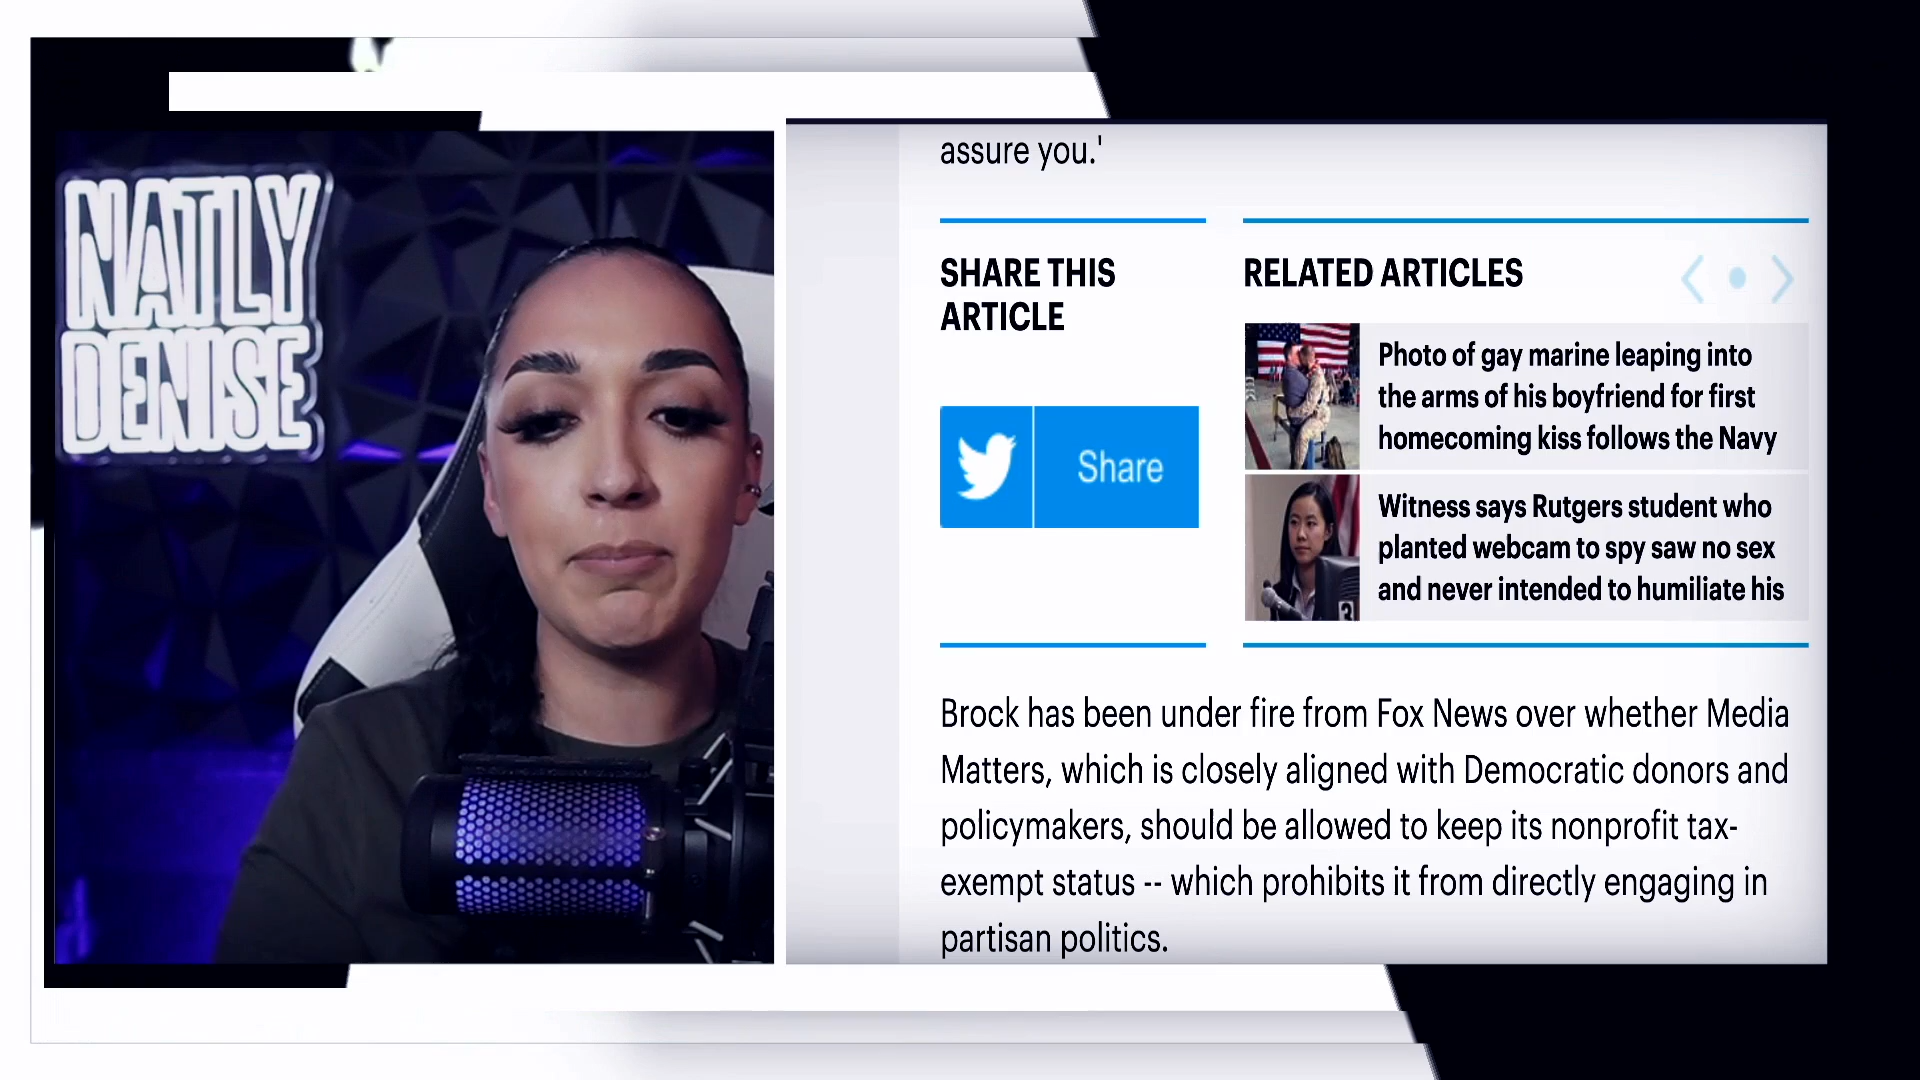 NATLY
DENISE
assure you.'
SHARE THIS
ARTICLE
Share
RELATED ARTICLES
Photo of gay marine leaping into
the arms of his boyfriend for first
homecoming kiss follows the Navy
Witness says Rutgers student who
planted webcam to spy saw no sex
and never intended to humiliate his
3
Brock has been under fire from Fox News over whether Media
Matters, which is closely aligned with Democratic donors and
policymakers, should be allowed to keep its nonprofit tax-
exempt status -- which prohibits it from directly engaging in
partisan politics.